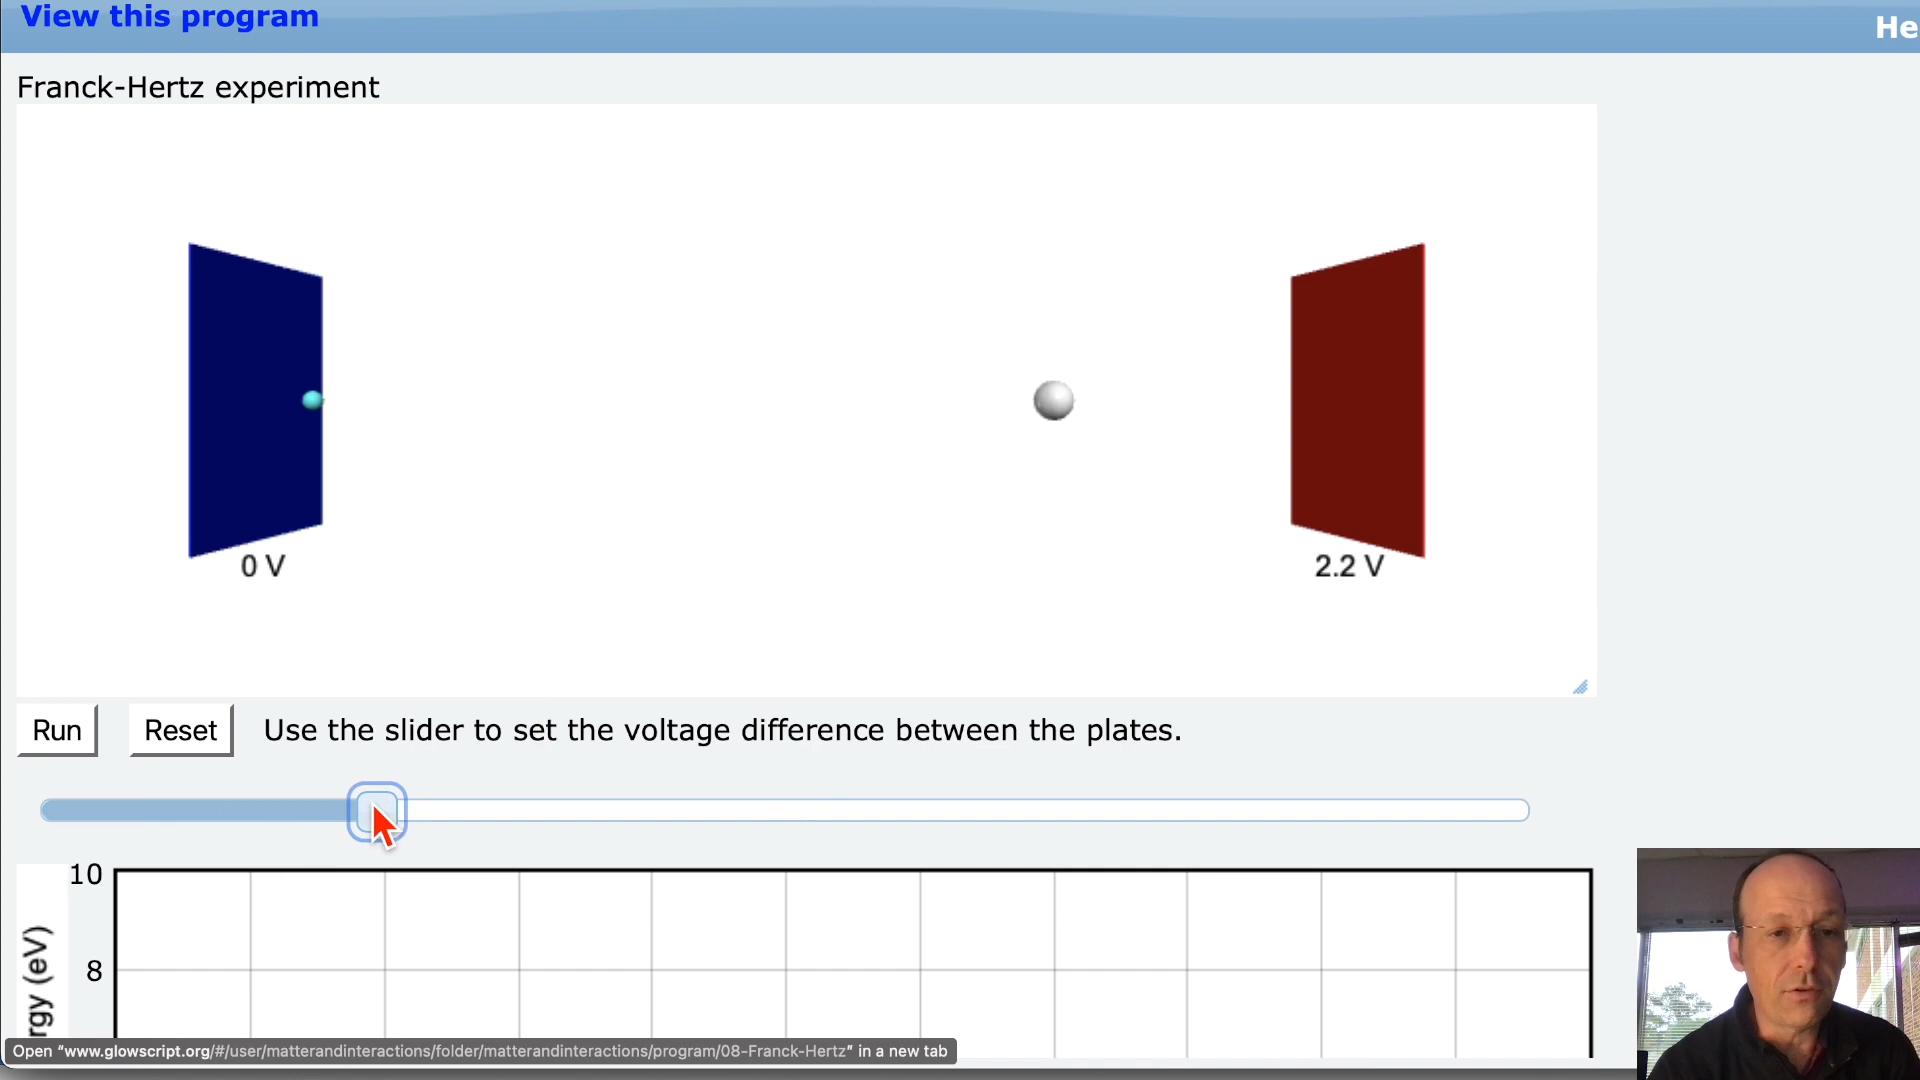 View this program
He
Franck-Hertz experiment
0 V
2.2 V
Run
Reset
Use the slider to set the voltage difference between the plates.
10
8
rgy (eV)
Open "www.glowscript.org/#/user/matterandinteractions/folder/matterandinteractions/program/08-Franck-Hertz" in a new tab